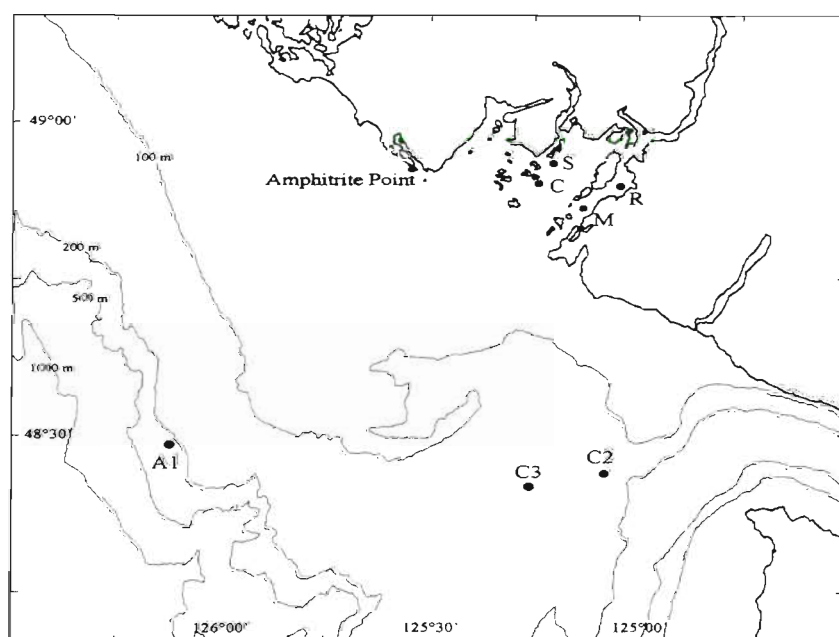 49°00'
100 m
Amphitrite Point
S
C
R
M
200 m
500 m
1000 m
48°30'
A1
C3
C2
126°00'
125°30'
125°00'